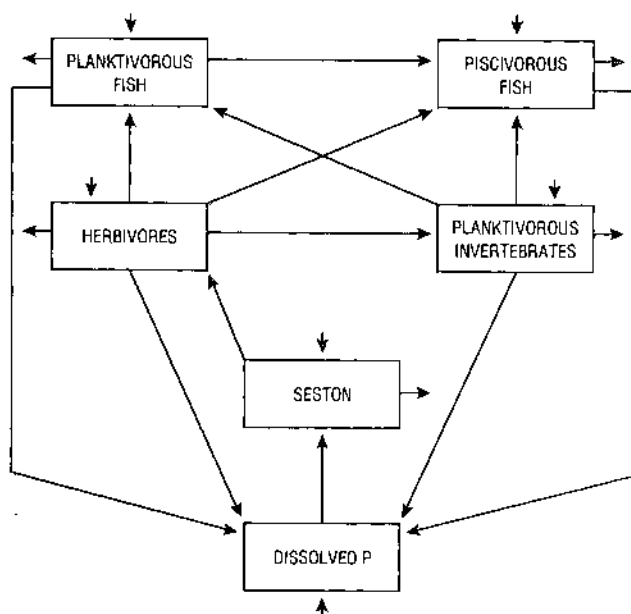 PLANKTIVOROUS
FISH
PISCIVOROUS
FISH
HERBIVORES
PLANKTIVOROUS
INVERTEBRATES
SESTON
DISSOLVED P